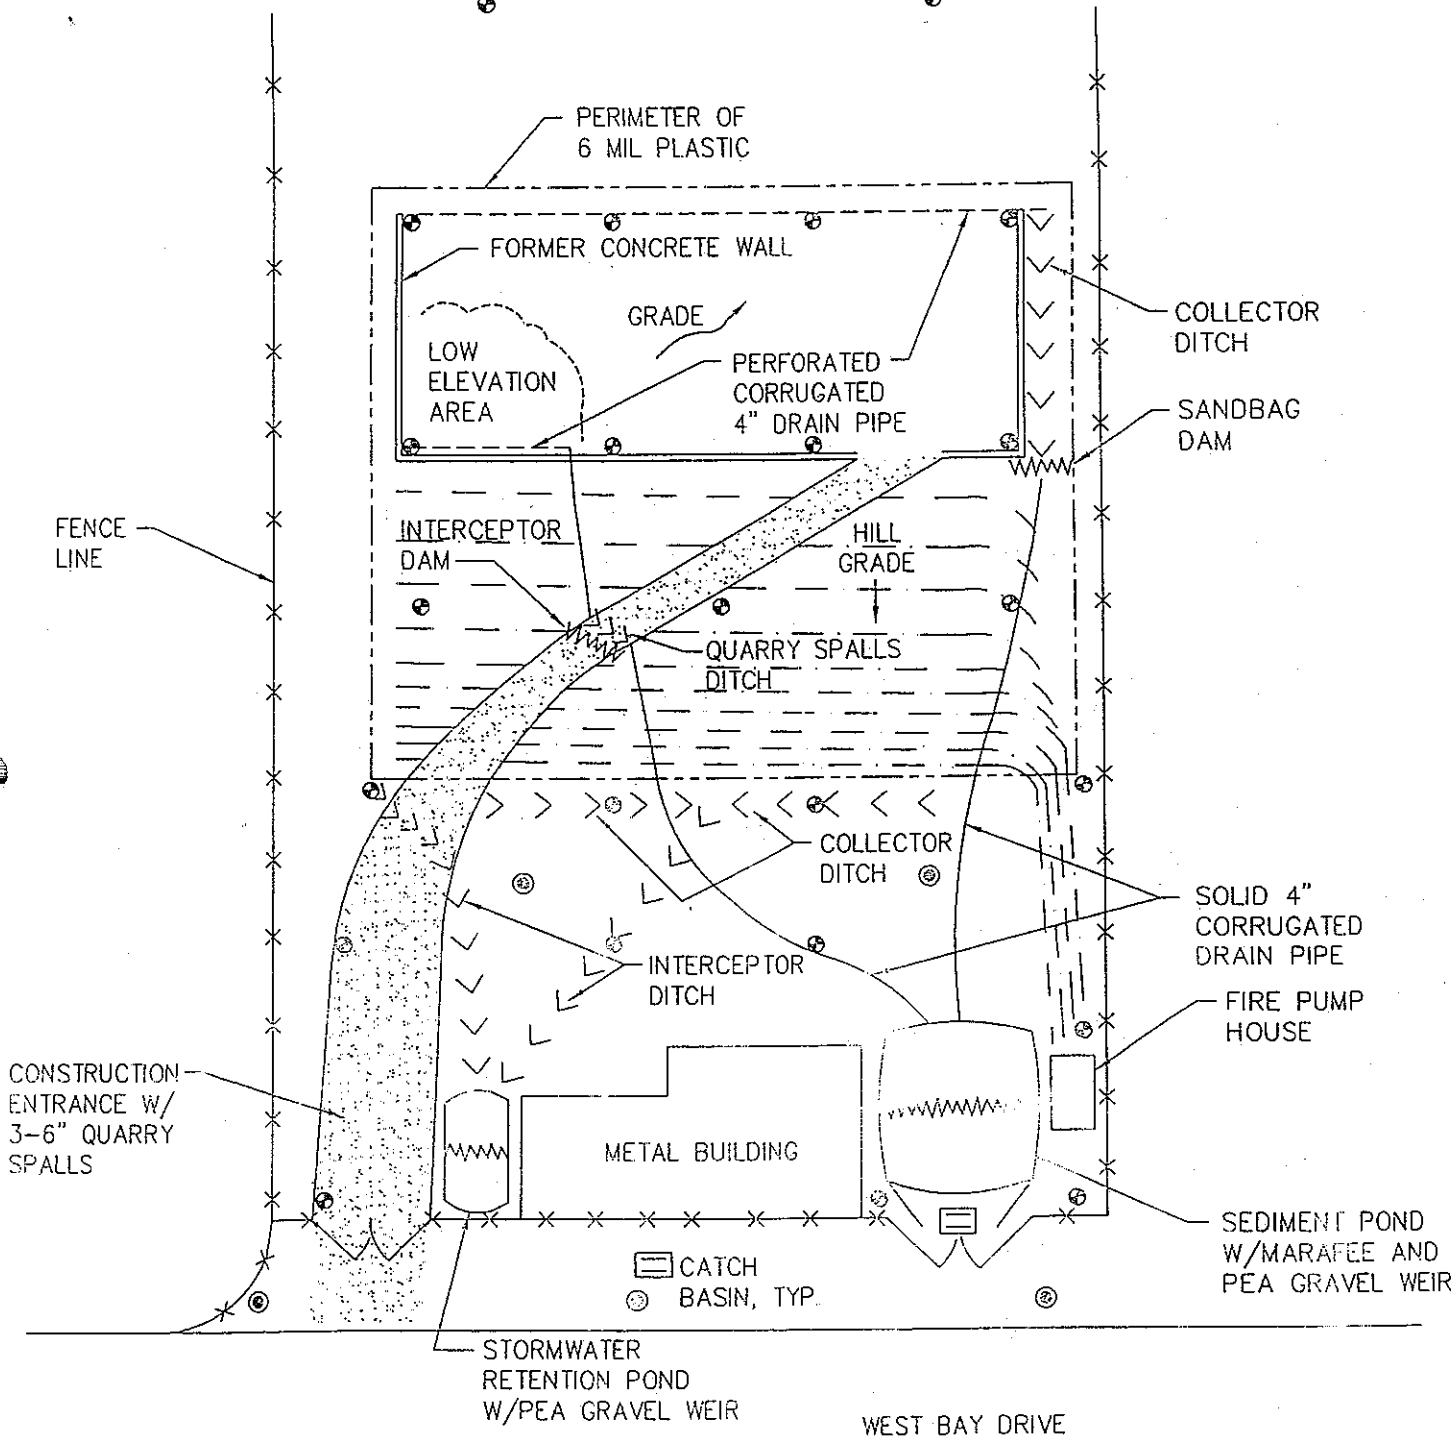 PERIMETER OF
6 MIL PLASTIC
FORMER CONCRETE WALL
GRADE
LOW
ELEVATION
AREA
PERFORATED
CORRUGATED
4" DRAIN PIPE
COLLECTOR
DITCH
SANDBAG
DAM
FENCE
LINE
INTERCEPTOR
DAM
HILL
GRADE
QUARRY SPALLS
DITCH
COLLECTOR
DITCH
SOLID 4"
CORRUGATED
DRAIN PIPE
INTERCEPTOR
DITCH
FIRE PUMP
HOUSE
CONSTRUCTION
ENTRANCE W/
3-6" QUARRY
SPALLS
METAL BUILDING
SEDIMENT POND
W/MARAFEE AND
PEA GRAVEL WEIR
CATCH
BASIN, TYP.
STORMWATER
RETENTION POND
W/PEA GRAVEL WEIR
WEST BAY DRIVE